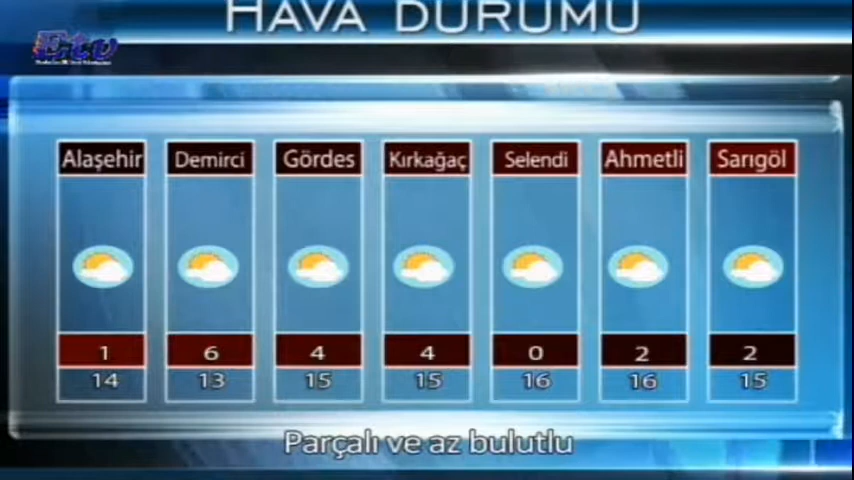 HAVA DURUMU
Etv
Alaşehir Demirci Gördes Kırkağaç Selendi Ahmetli Sarıgöl
1 6 4 4 0 2 2
14 13 15 15 16 16 15
Parçalı ve az bulutlu